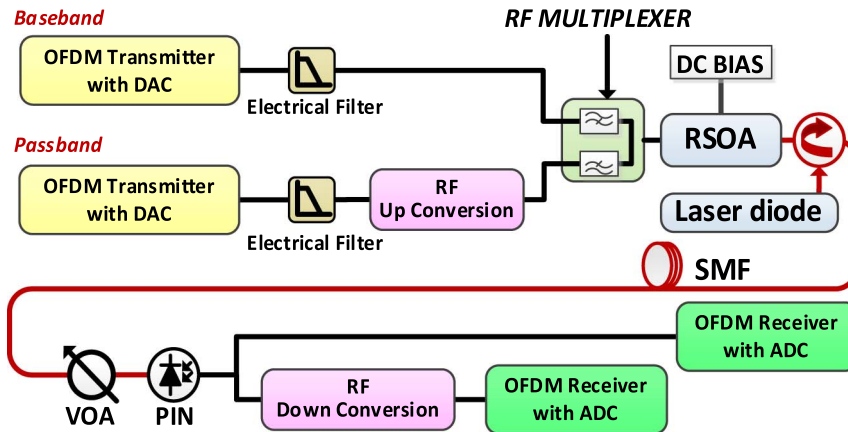 Baseband
RF MULTIPLEXER
OFDM Transmitter
with DAC
Electrical Filter
DC BIAS
RSOA
Passband
OFDM Transmitter
with DAC
Electrical Filter
RF
Up Conversion
Laser diode
SMF
OFDM Receiver
with ADC
VOA
PIN
RF
Down Conversion
OFDM Receiver
with ADC